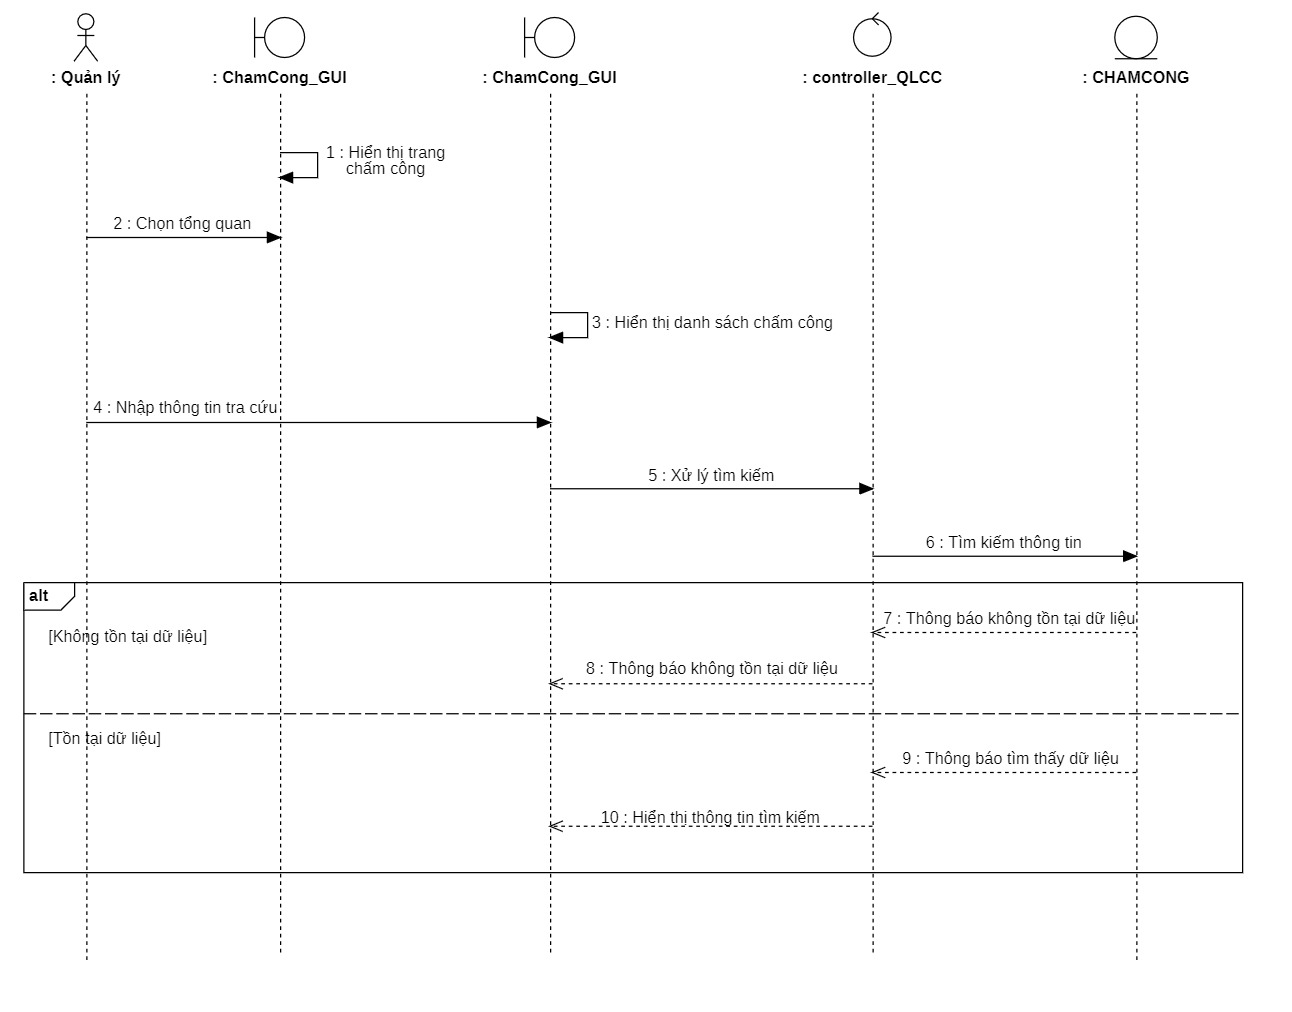 : Quản lý
: ChamCong_GUI
: ChamCong_GUI
: controller_QLCC
: CHAMCONG
1 : Hiển thị trang
chấm công
2 : Chọn tổng quan
3 : Hiển thị danh sách chấm công
4 : Nhập thông tin tra cứu
5 : Xử lý tìm kiếm
6 : Tìm kiếm thông tin
alt
[Không tồn tại dữ liệu]
7 : Thông báo không tồn tại dữ liệu
8 : Thông báo không tồn tại dữ liệu
[Tồn tại dữ liệu]
9 : Thông báo tìm thấy dữ liệu
10 : Hiển thị thông tin tìm kiếm